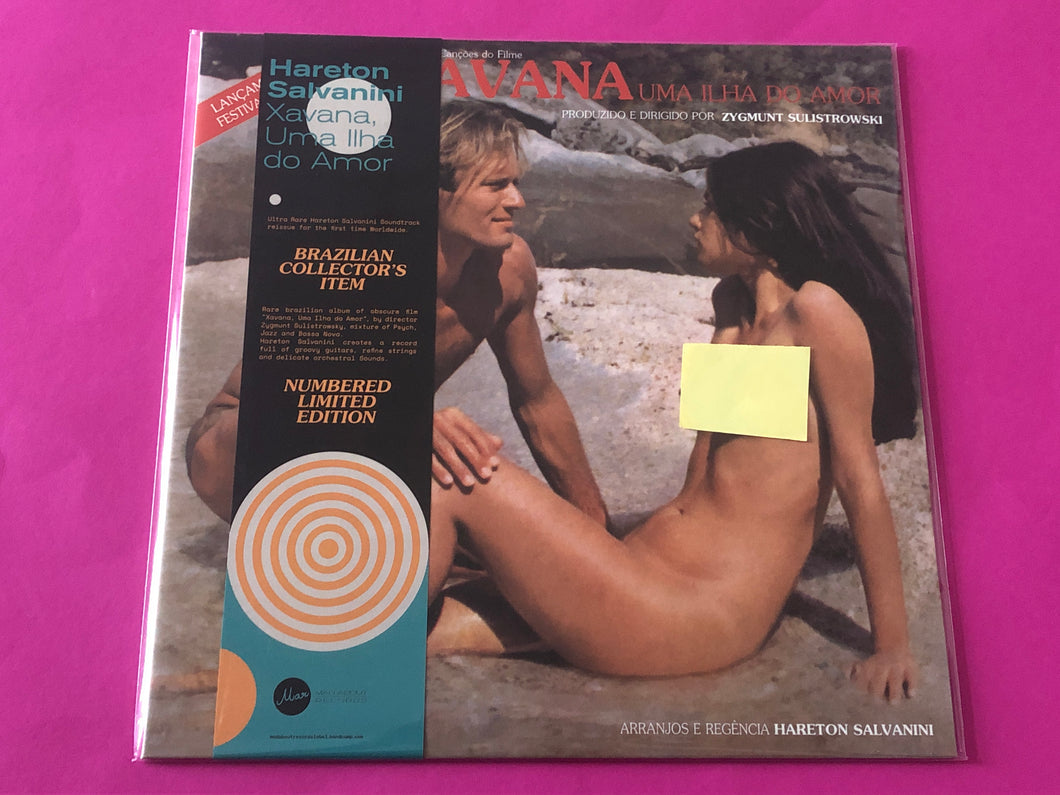 Canções do Filme
LANÇAM
FESTIVA
AVANA UMA ILHA DO AMOR
PRODUZIDO E DIRIGIDO POR ZYGMUNT SULISTROWSKI
Hareton
Salvanini
Xavana,
Uma Ilha
do Amor
Ultra Rare Hareton Salvanini Soundtrack
reissue for the first time Worldwide.
BRAZILIAN
COLLECTOR'S
ITEM
Rare brazilian album of obscure film
"Xavana, Uma Ilha do Amor", by director
Zygmunt Sulistrowsky, mixture of Psych,
Jazz and Bossa Nova.
Hareton Salvanini creates a record
full of groovy guitars, refine strings
and delicate orchestral Sounds.
NUMBERED
LIMITED
EDITION
Mar
RECORDS
ARRANJOS E REGÊNCIA HARETON SALVANINI